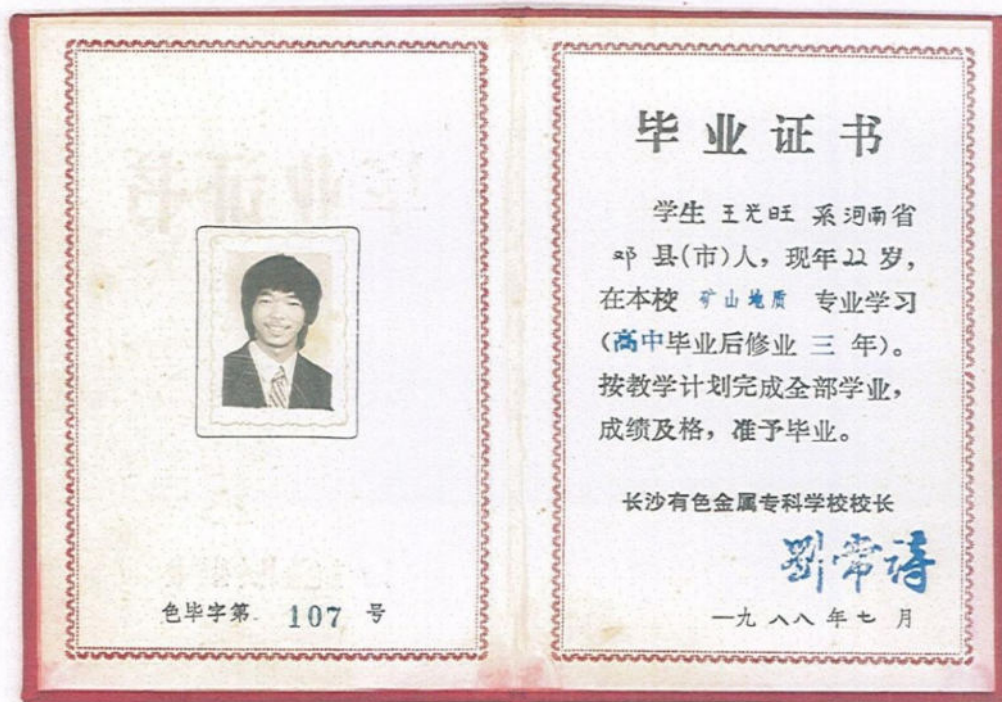 色毕字第 107 号
毕业证书
学生 王光旺 系河南省
邓 县(市)人，现年22 岁，
在本校 矿山地质 专业学习
(高中毕业后修业 三 年)。
按教学计划完成全部学业，
成绩及格，准予毕业。
长沙有色金属专科学校校长
劉常诗
一九八八年七月